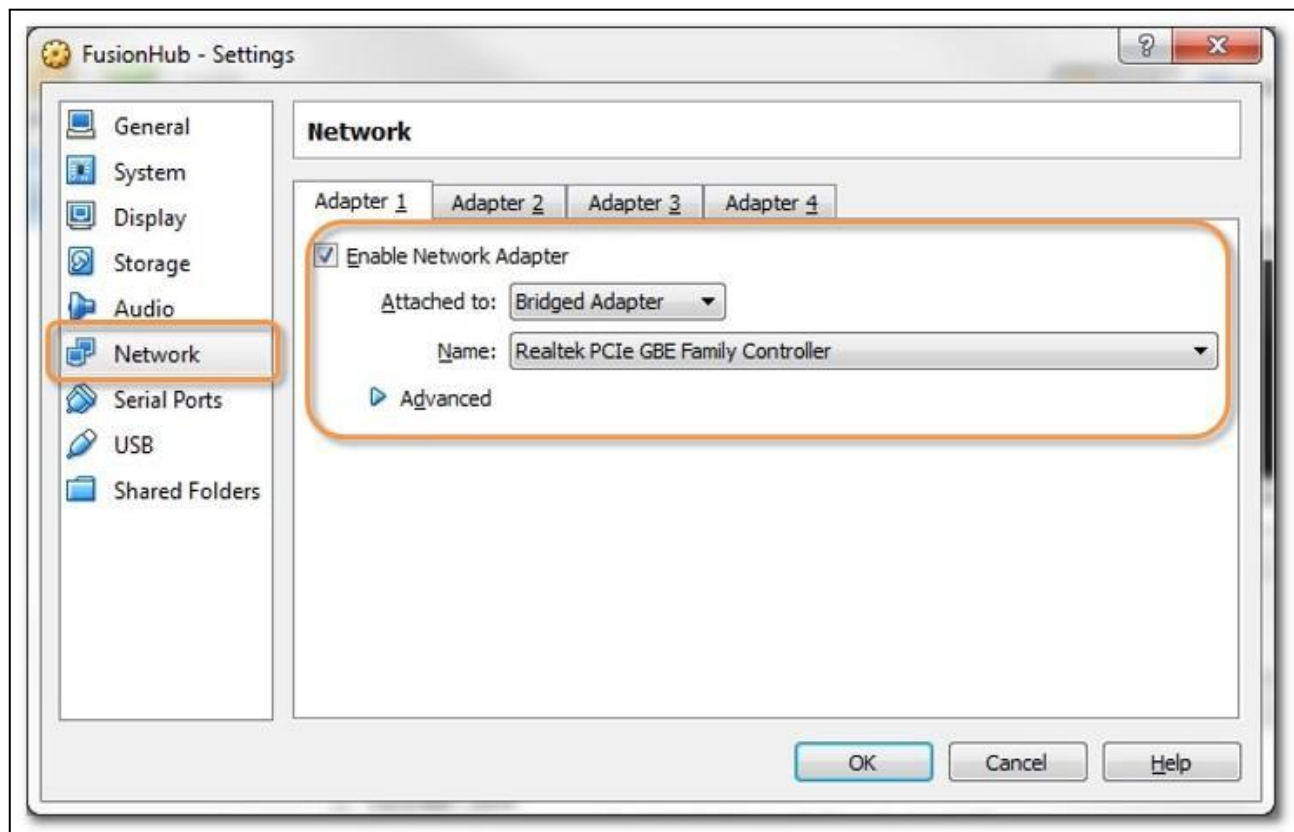 FusionHub - Settings
General
System
Display
Storage
Audio
Network
Serial Ports
USB
Shared Folders
Network
Adapter 1 Adapter 2 Adapter 3 Adapter 4
Enable Network Adapter
Attached to: Bridged Adapter
Name: Realtek PCIe GBE Family Controller
Advanced
OK Cancel Help